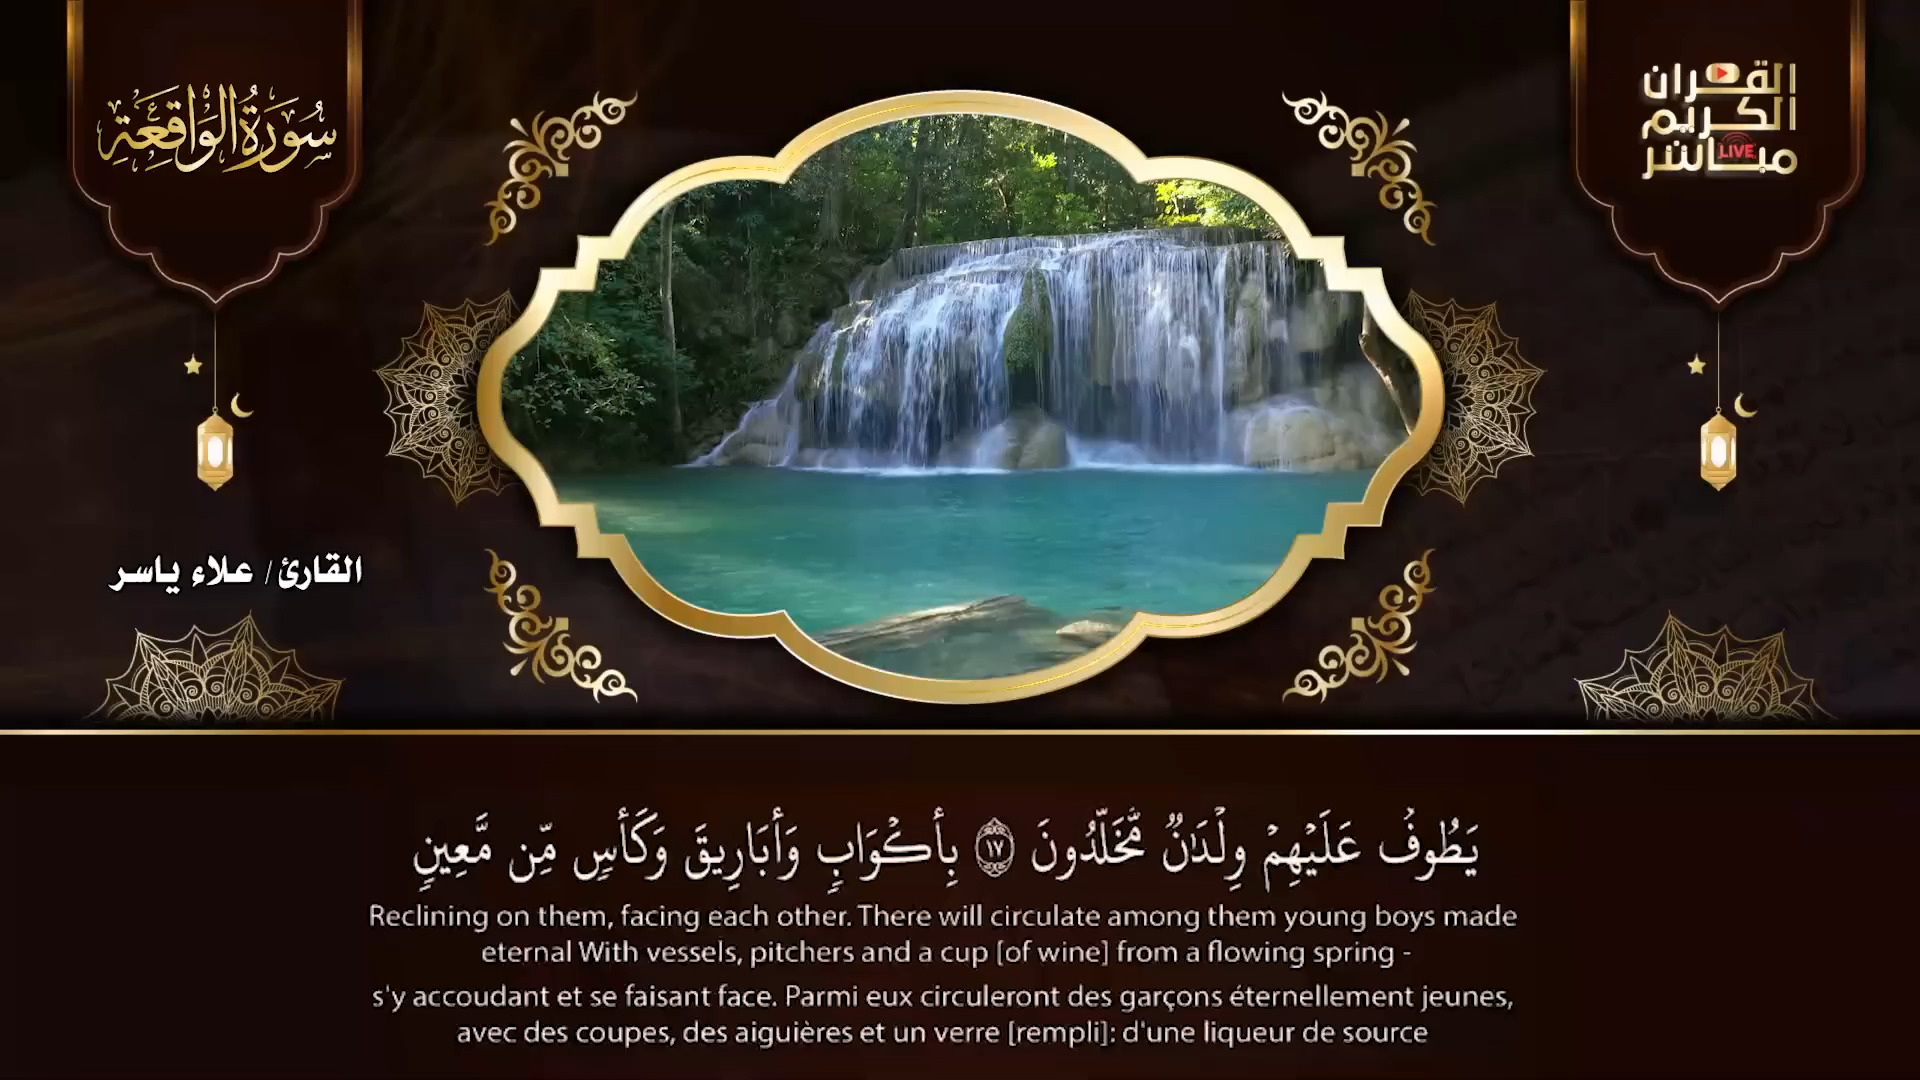 سُورَةُ الوَاقِعَةِ
القرآن
الكريم
مباشر
LIVE
القارئ / علاء ياسر
يَطُوفُ عَلَيْهِمْ وِلْدَٰنٌ مُّخَلَّدُونَ ١٧ بِأَكْوَابٍ وَأَبَارِيقَ وَكَأْسٍ مِّن مَّعِينٍ
Reclining on them, facing each other. There will circulate among them young boys made
eternal With vessels, pitchers and a cup [of wine] from a flowing spring -
s'y accoudant et se faisant face. Parmi eux circuleront des garçons éternellement jeunes,
avec des coupes, des aiguières et un verre [rempli]: d'une liqueur de source